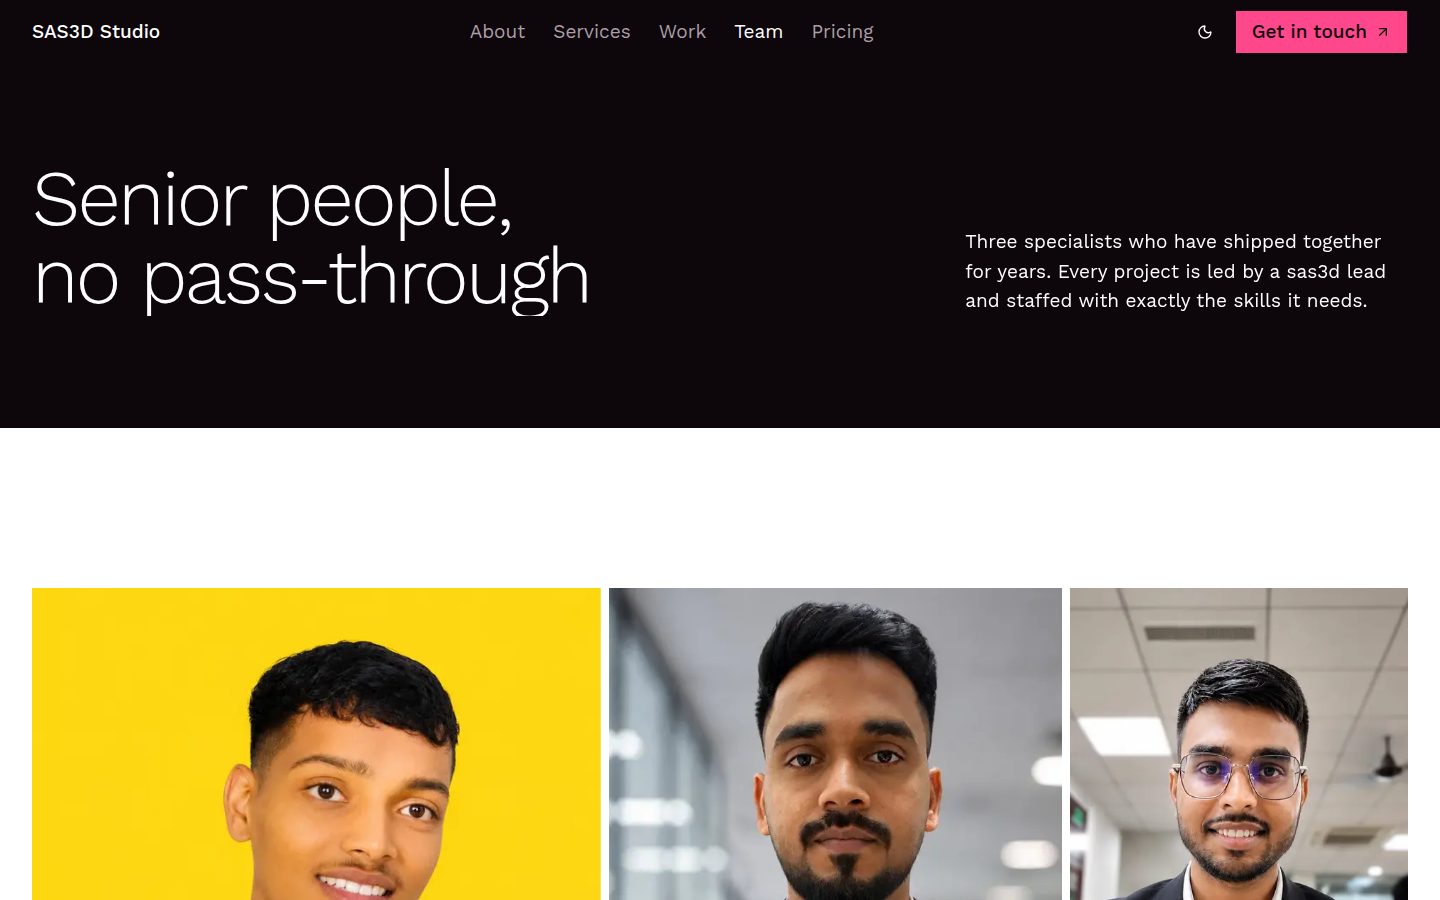 SAS3D Studio
About
Services
Work
Team
Pricing
Get in touch
Senior people,
no pass-through
Three specialists who have shipped together
for years. Every project is led by a sas3d lead
and staffed with exactly the skills it needs.